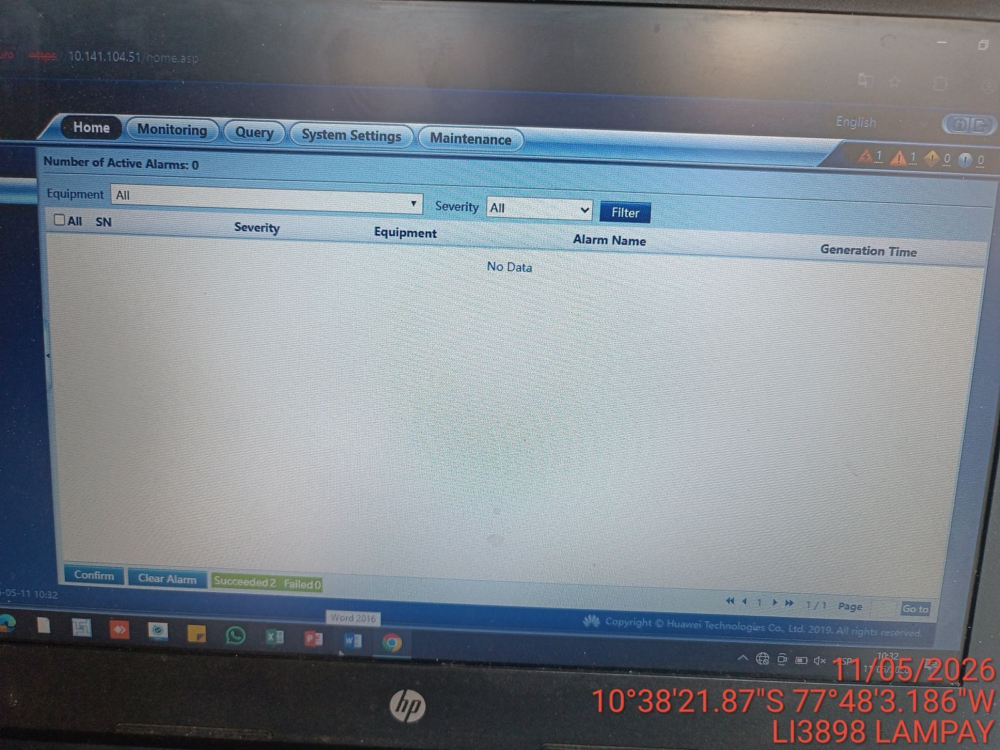 https://10.141.104.51/home.asp
English
Home Monitoring Query System Settings Maintenance
1 1 0 0
Number of Active Alarms: 0
Equipment All Severity All Filter
All SN Severity Equipment Alarm Name Generation Time
No Data
Confirm Clear Alarm Succeeded 2 Failed 0
1 1 / 1 Page Go to
-05-11 10:32
Word 2016
Copyright © Huawei Technologies Co., Ltd. 2019. All rights reserved.
10:32
hp
11/05/2026
10°38'21.87"S 77°48'3.186"W
LI3898 LAMPAY